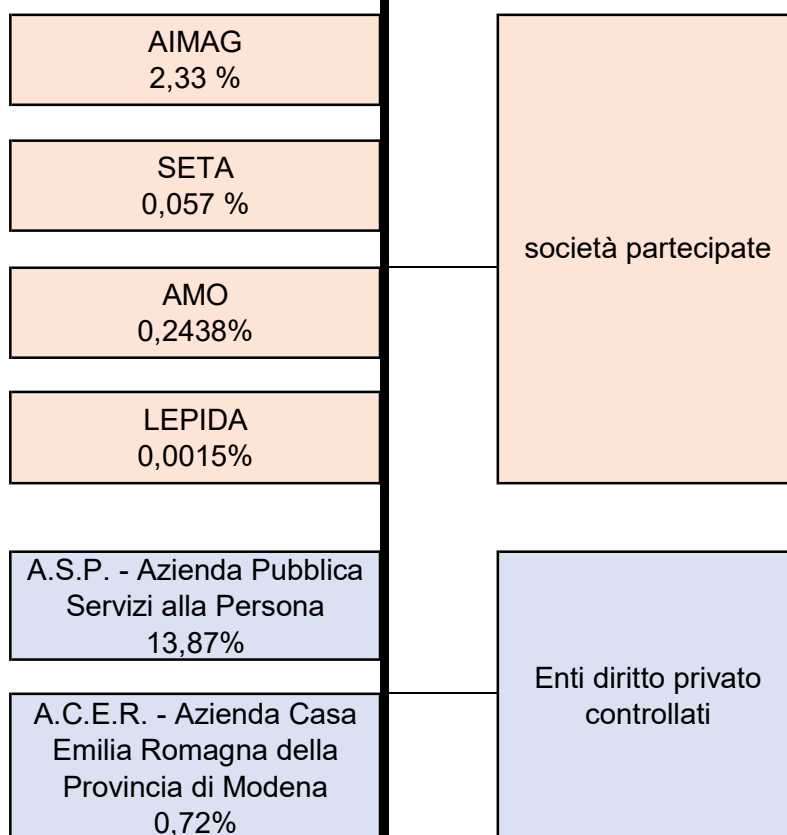 AIMAG
2,33 %
SETA
0,057 %
AMO
0,2438%
LEPIDA
0,0015%
società partecipate
A.S.P. - Azienda Pubblica
Servizi alla Persona
13,87%
A.C.E.R. - Azienda Casa
Emilia Romagna della
Provincia di Modena
0,72%
Enti diritto privato
controllati